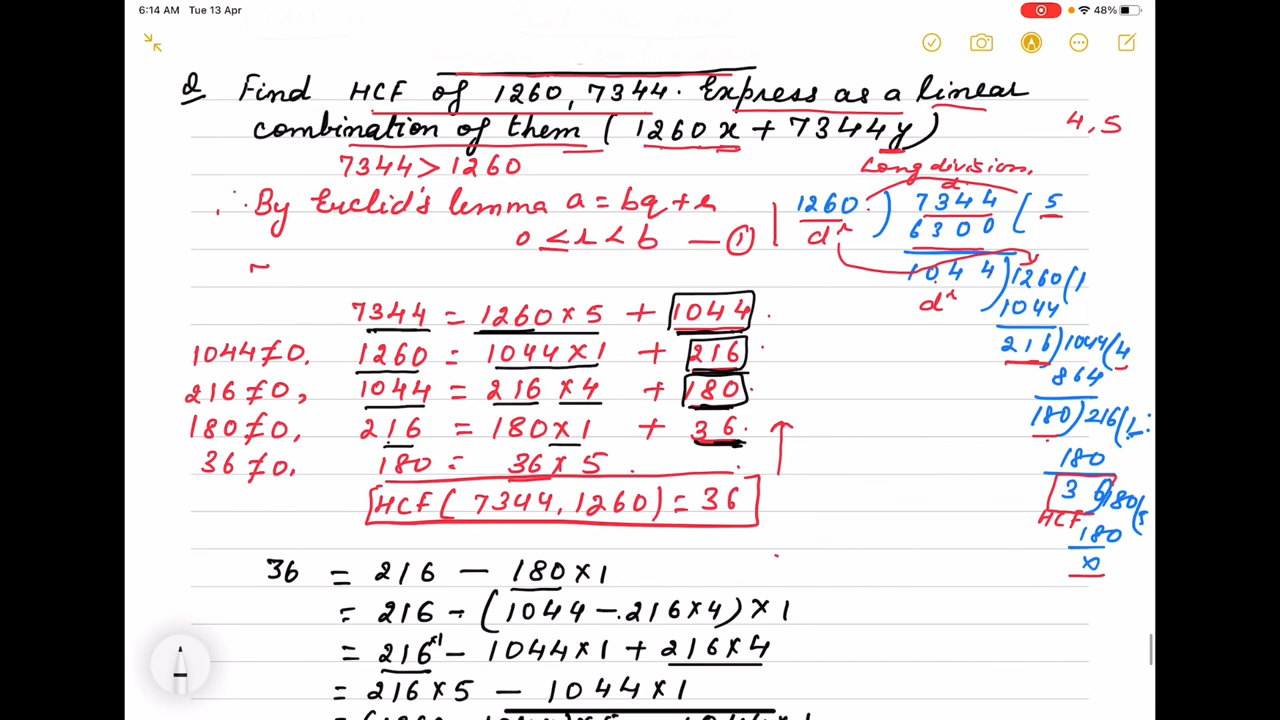 6:14 AM Tue 13 Apr
48%
Q Find HCF of 1260, 7344. Express as a linear
combination of them ( 1260x + 7344y )
4,5
7344 > 1260
Long division.
∴ By Euclid's lemma a = bq + r
0 ≤ r < b — ①
1260 ) 7344 ( 5
6300
1044 ) 1260 ( 1
1044
216 ) 1044 ( 4
864
180 ) 216 ( 1
180
36 ) 180 ( 5
HCF
180
x
7344 = 1260 × 5 + 1044.
1044 ≠ 0, 1260 = 1044 × 1 + 216.
216 ≠ 0, 1044 = 216 × 4 + 180.
180 ≠ 0, 216 = 180 × 1 + 36.
36 ≠ 0, 180 = 36 × 5.
HCF ( 7344, 1260 ) = 36
36 = 216 - 180 × 1
= 216 - ( 1044 - 216 × 4 ) × 1
= 216 ×1 - 1044 × 1 + 216 × 4
= 216 × 5 - 1044 × 1